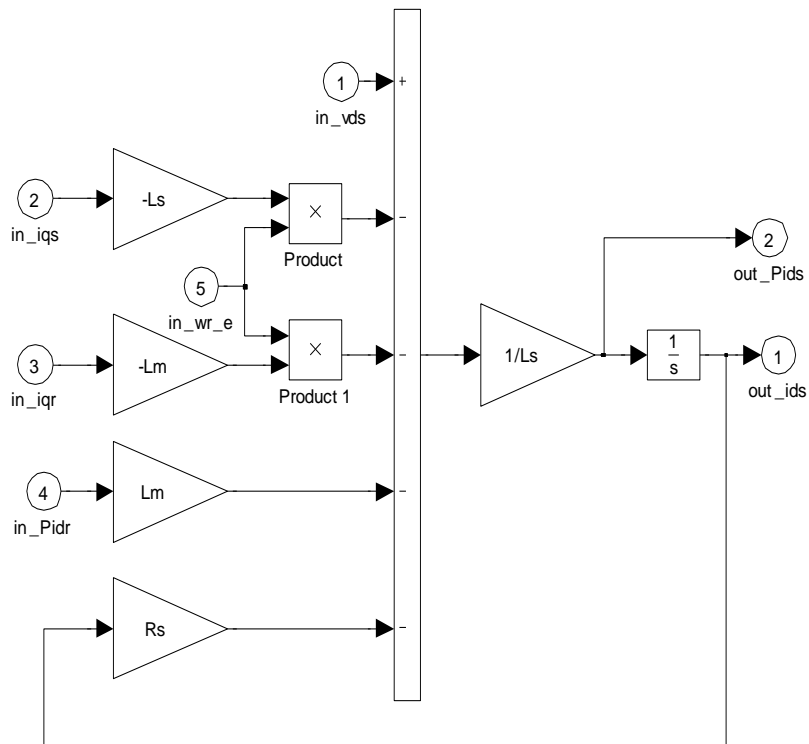 1
in_vds
+
2
in_iqs
-Ls
×
Product
−
5
in_wr_e
2
out_Pids
3
in_iqr
-Lm
×
Product 1
−
1/Ls
1
s
1
out_ids
4
in_Pidr
Lm
−
Rs
−